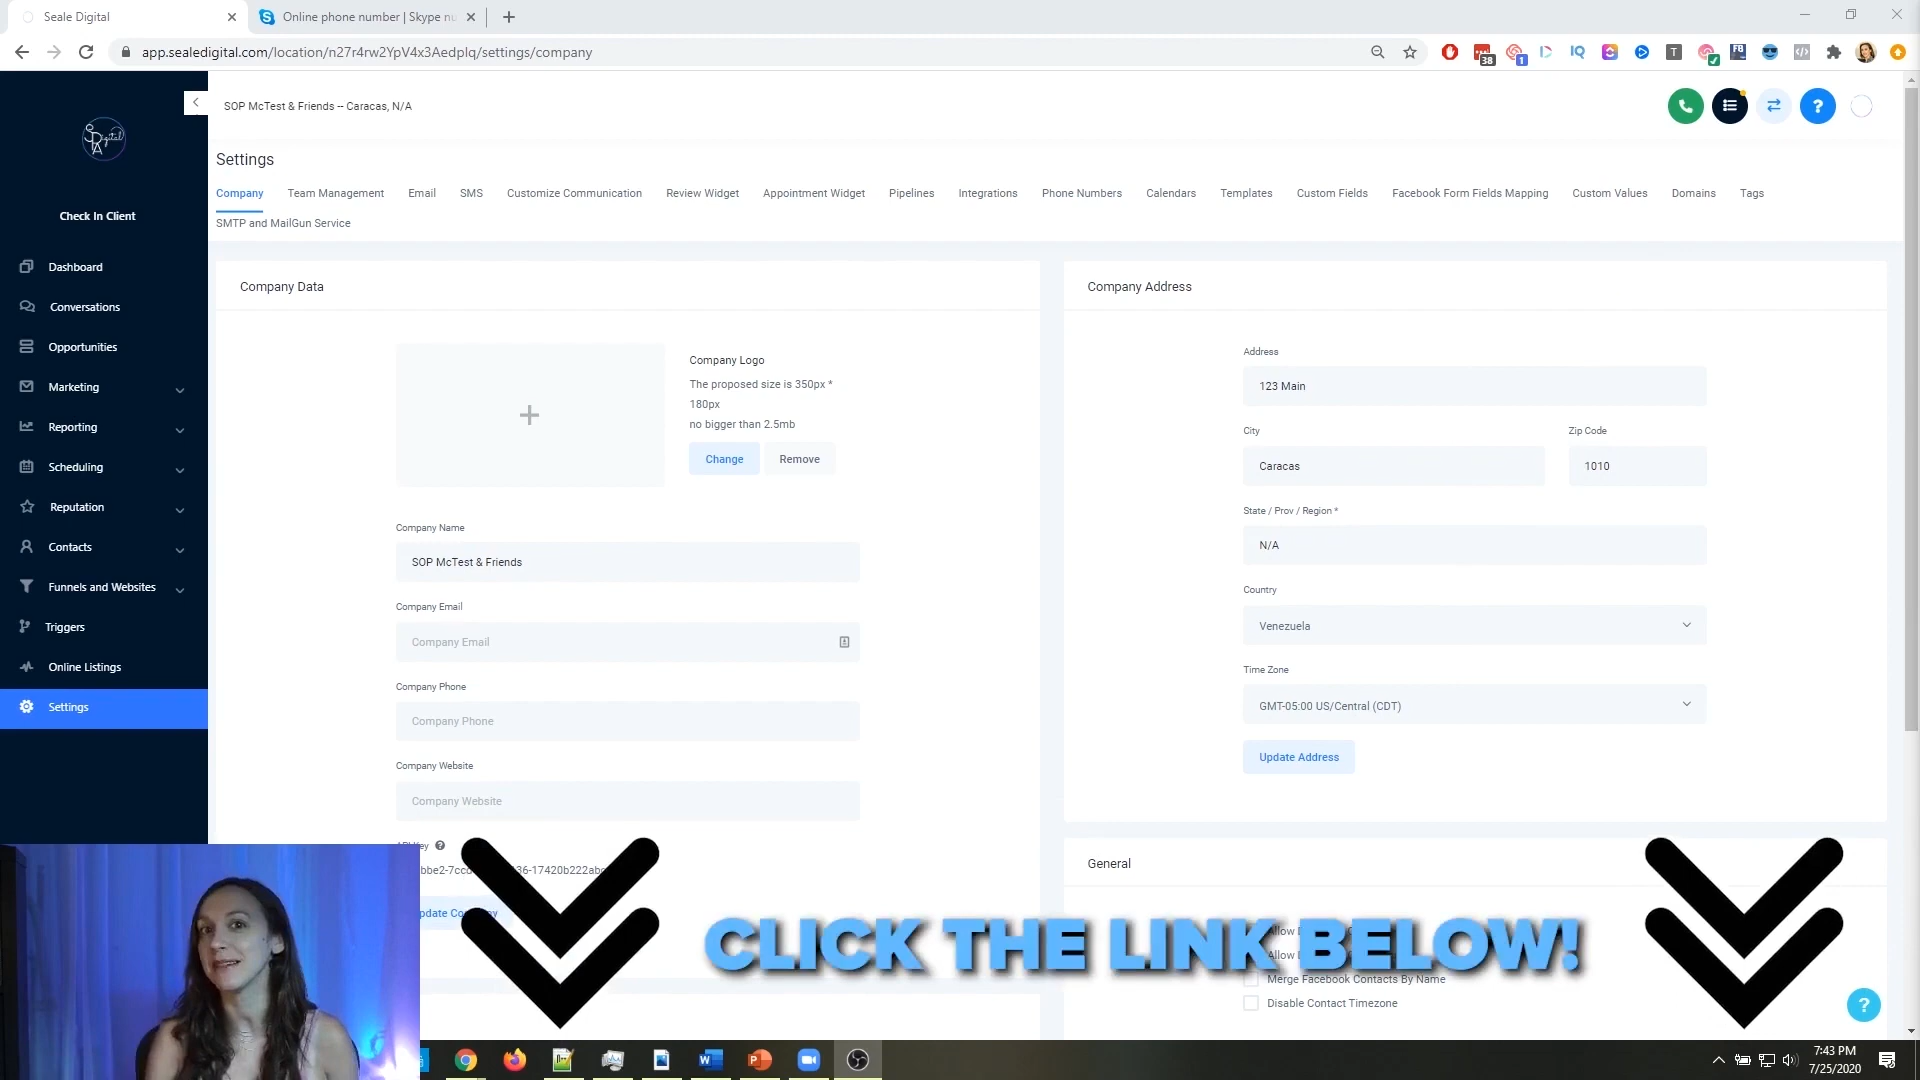 Seale Digital
Online phone number | Skype nu
app.sealedigital.com/location/n27r4rw2YpV4x3Aedplq/settings/company
38
1
IQ
T
FB
Digital
SOP McTest & Friends -- Caracas, N/A
Check In Client
Dashboard
Conversations
Opportunities
Marketing
Reporting
Scheduling
Reputation
Contacts
Funnels and Websites
Triggers
Online Listings
Settings
Settings
Company
Team Management
Email
SMS
Customize Communication
Review Widget
Appointment Widget
Pipelines
Integrations
Phone Numbers
Calendars
Templates
Custom Fields
Facebook Form Fields Mapping
Custom Values
Domains
Tags
SMTP and MailGun Service
Company Data
Company Logo
The proposed size is 350px *
180px
no bigger than 2.5mb
Change
Remove
Company Name
SOP McTest & Friends
Company Email
Company Email
Company Phone
Company Phone
Company Website
Company Website
Company Address
Address
123 Main
City
Zip Code
Caracas
1010
State / Prov / Region *
N/A
Country
Venezuela
Time Zone
GMT-05:00 US/Central (CDT)
Update Address
General
CLICK THE LINK BELOW!
Merge Facebook Contacts By Name
Disable Contact Timezone
7:43 PM
7/25/2020